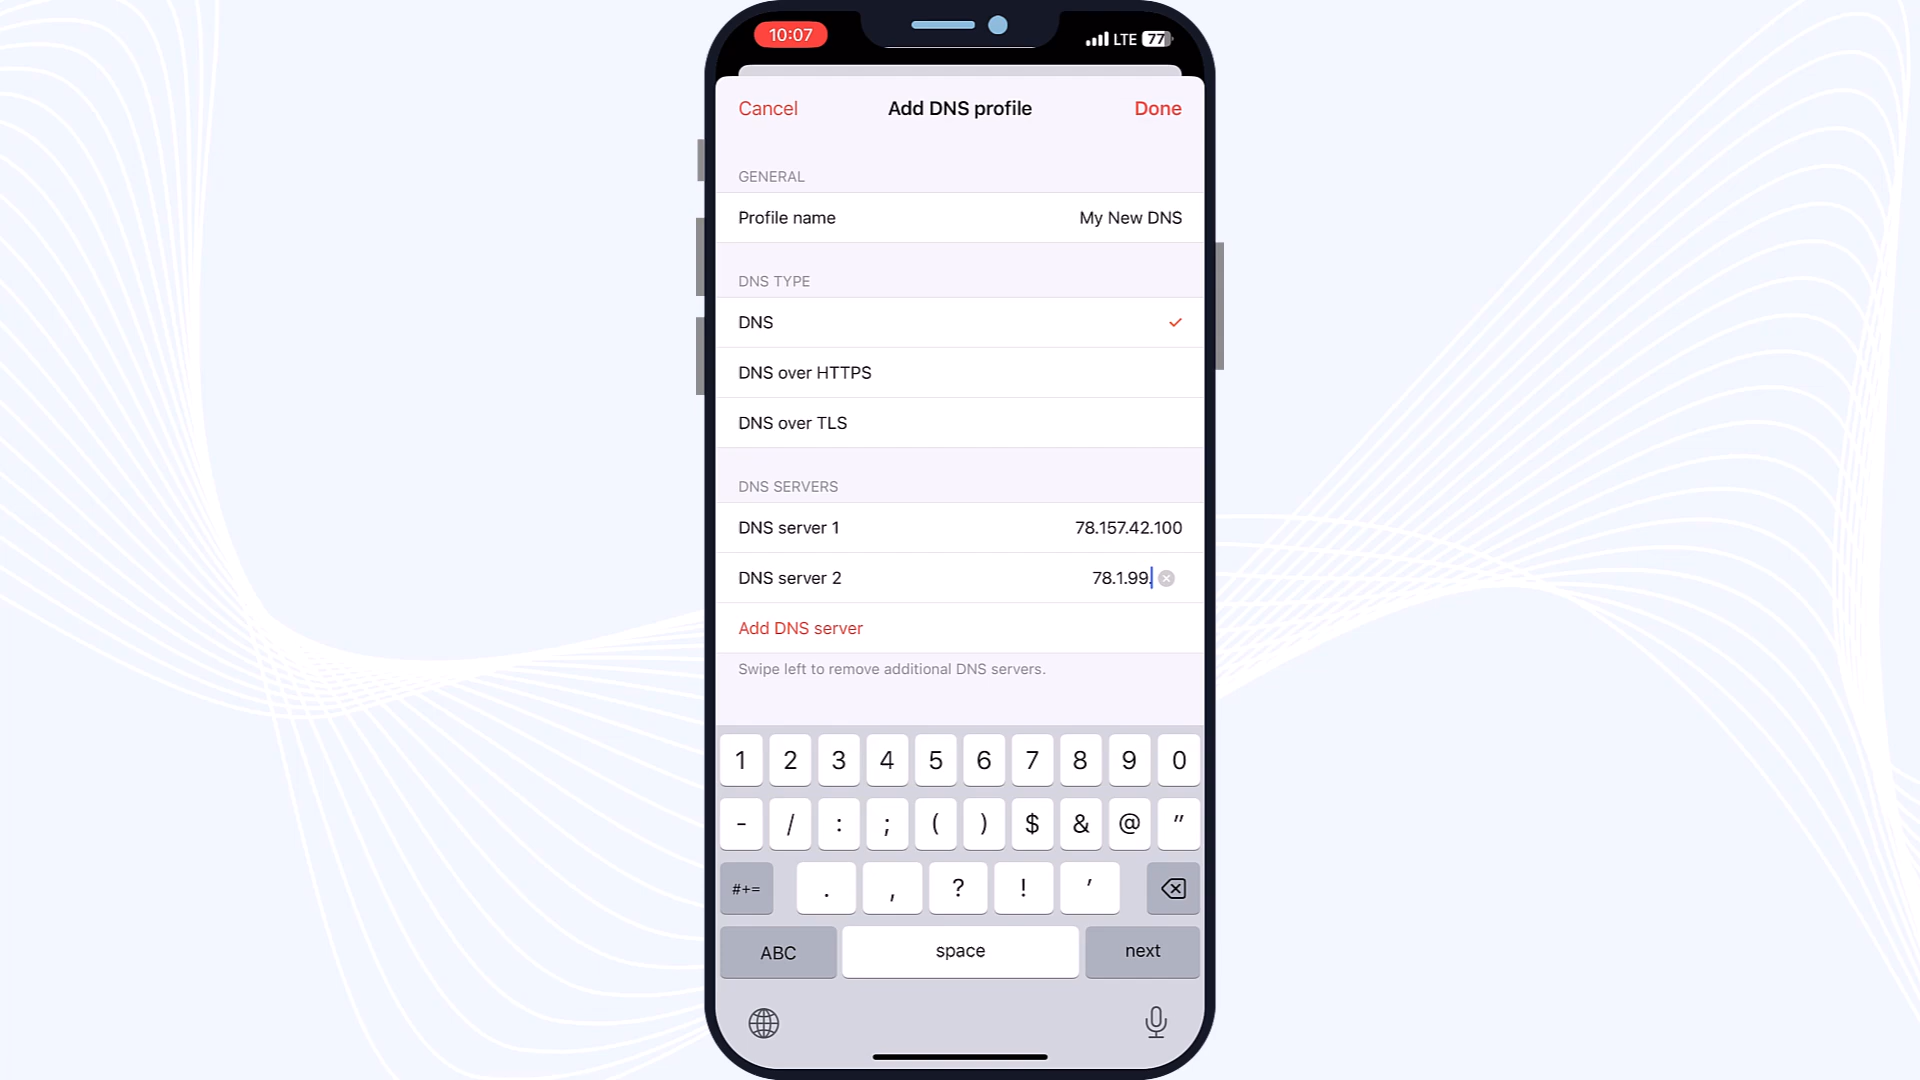 10:07
LTE 77
Cancel Add DNS profile Done
GENERAL
Profile name My New DNS
DNS TYPE
DNS
DNS over HTTPS
DNS over TLS
DNS SERVERS
DNS server 1 78.157.42.100
DNS server 2 78.1.99.
Add DNS server
Swipe left to remove additional DNS servers.
1 2 3 4 5 6 7 8 9 0
- / : ; ( ) $ & @ "
#+= . , ? ! '
ABC space next